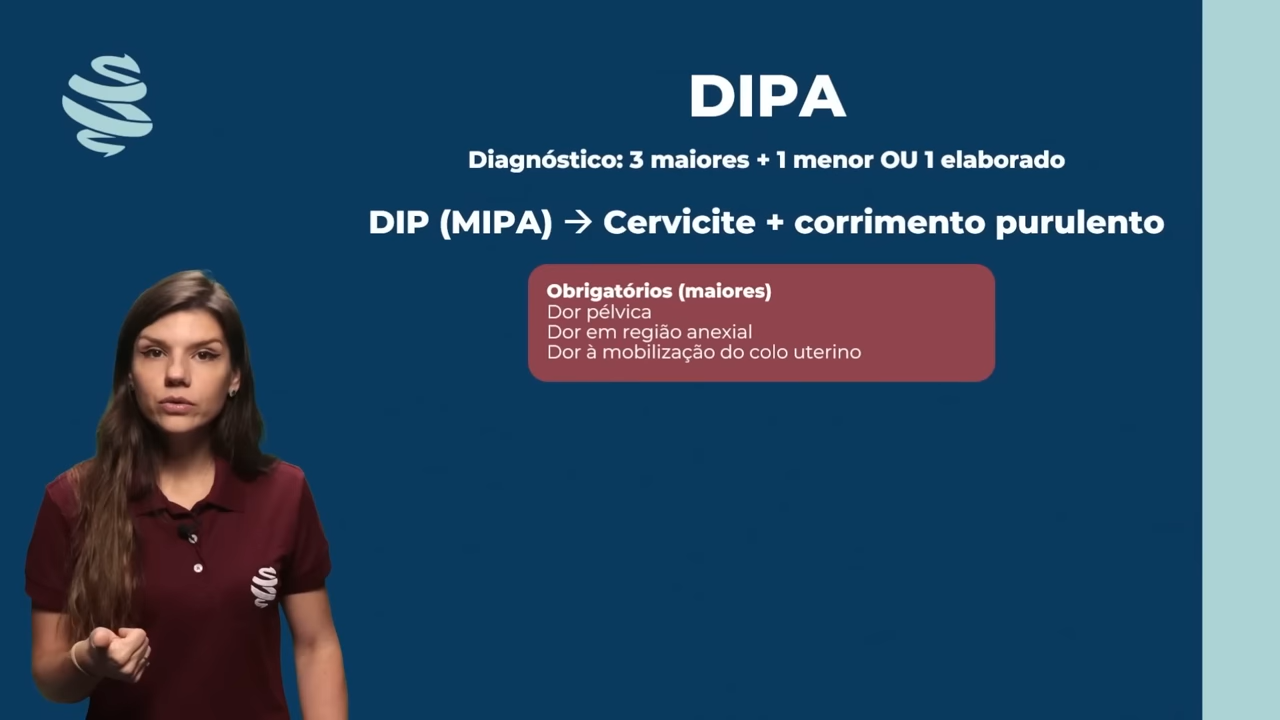 DIPA
Diagnóstico: 3 maiores + 1 menor OU 1 elaborado
DIP (MIPA) → Cervicite + corrimento purulento
Obrigatórios (maiores)
Dor pélvica
Dor em região anexial
Dor à mobilização do colo uterino